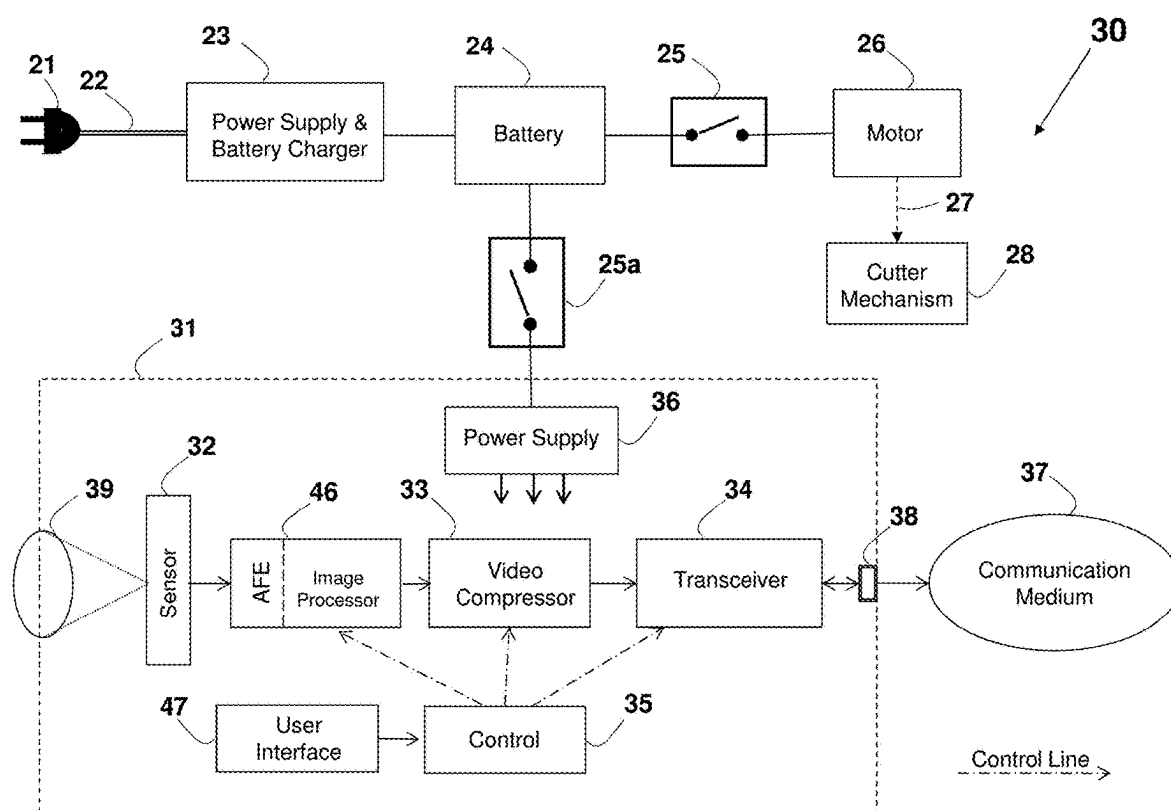 30
23
24
25
26
21
22
Power Supply &
Battery Charger
Battery
Motor
27
28
Cutter
Mechanism
25a
31
36
Power Supply
32
39
46
33
34
37
38
Sensor
AFE
Image
Processor
Video
Compressor
Transceiver
Communication
Medium
47
User
Interface
Control
35
Control Line